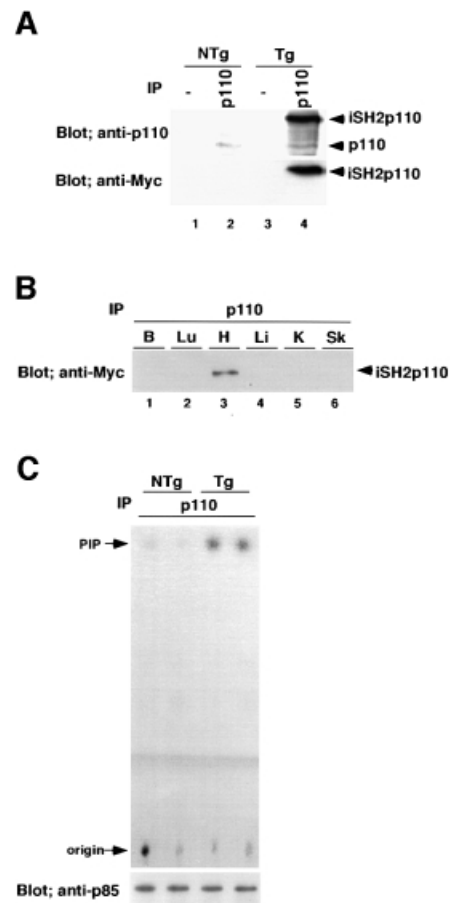 A
NTg Tg
IP - p110 - p110
iSH2p110
Blot; anti-p110
p110
Blot; anti-Myc
iSH2p110
1 2 3 4
B
IP p110
B Lu H Li K Sk
Blot; anti-Myc iSH2p110
1 2 3 4 5 6
C
NTg Tg
IP p110
PIP
origin
Blot; anti-p85